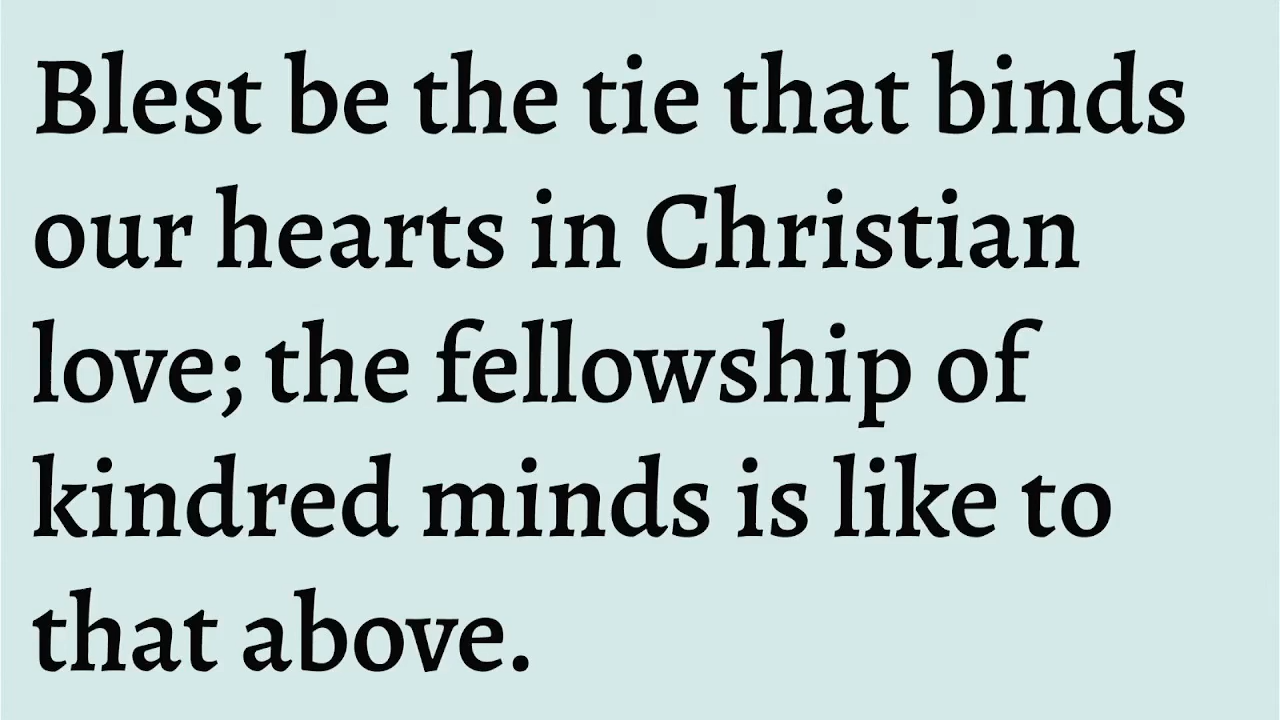 Blest be the tie that binds
our hearts in Christian
love; the fellowship of
kindred minds is like to
that above.